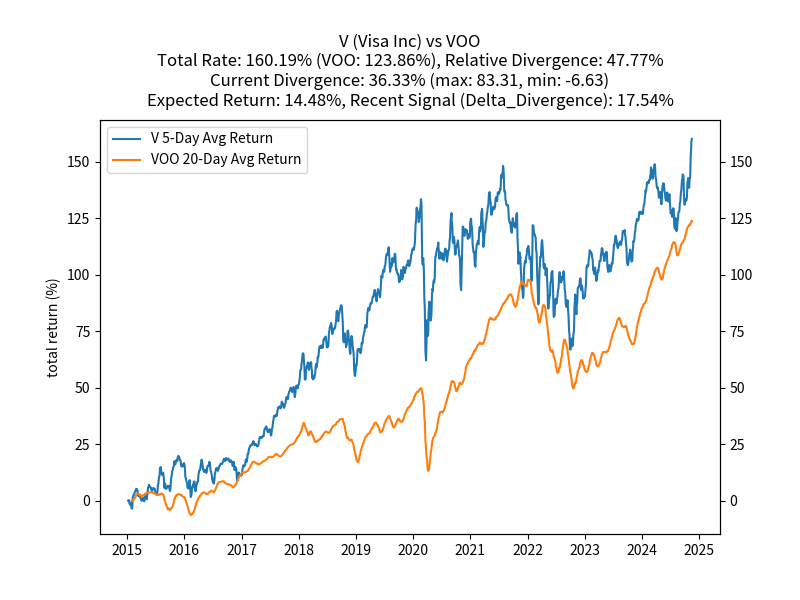 V (Visa Inc) vs VOO
Total Rate: 160.19% (VOO: 123.86%), Relative Divergence: 47.77%
Current Divergence: 36.33% (max: 83.31, min: -6.63)
Expected Return: 14.48%, Recent Signal (Delta_Divergence): 17.54%
V 5-Day Avg Return
VOO 20-Day Avg Return
total return (%)
150 150
125 125
100 100
75 75
50 50
25 25
0 0
2015 2016 2017 2018 2019 2020 2021 2022 2023 2024 2025